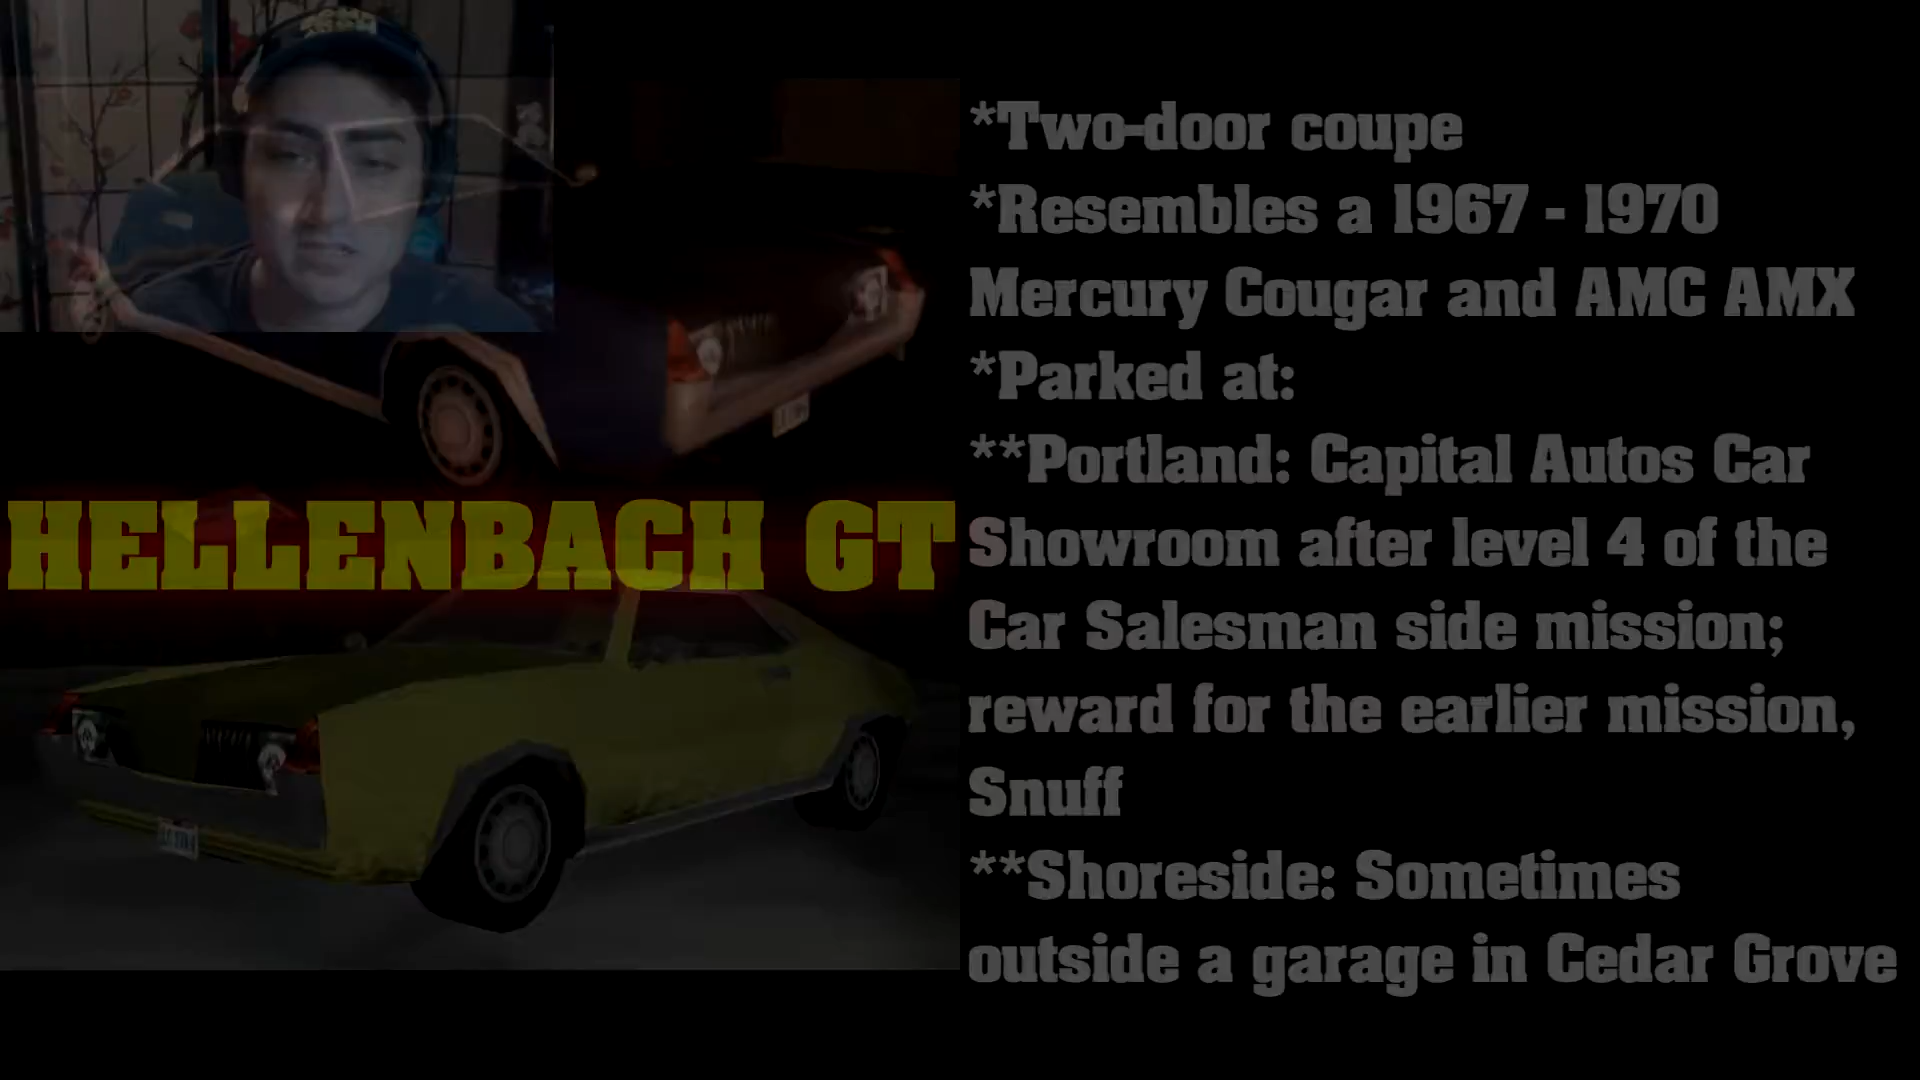 HELLENBACH GT
*Two-door coupe
*Resembles a 1967 - 1970
Mercury Cougar and AMC AMX
*Parked at:
**Portland: Capital Autos Car
Showroom after level 4 of the
Car Salesman side mission;
reward for the earlier mission,
Snuff
**Shoreside: Sometimes
outside a garage in Cedar Grove